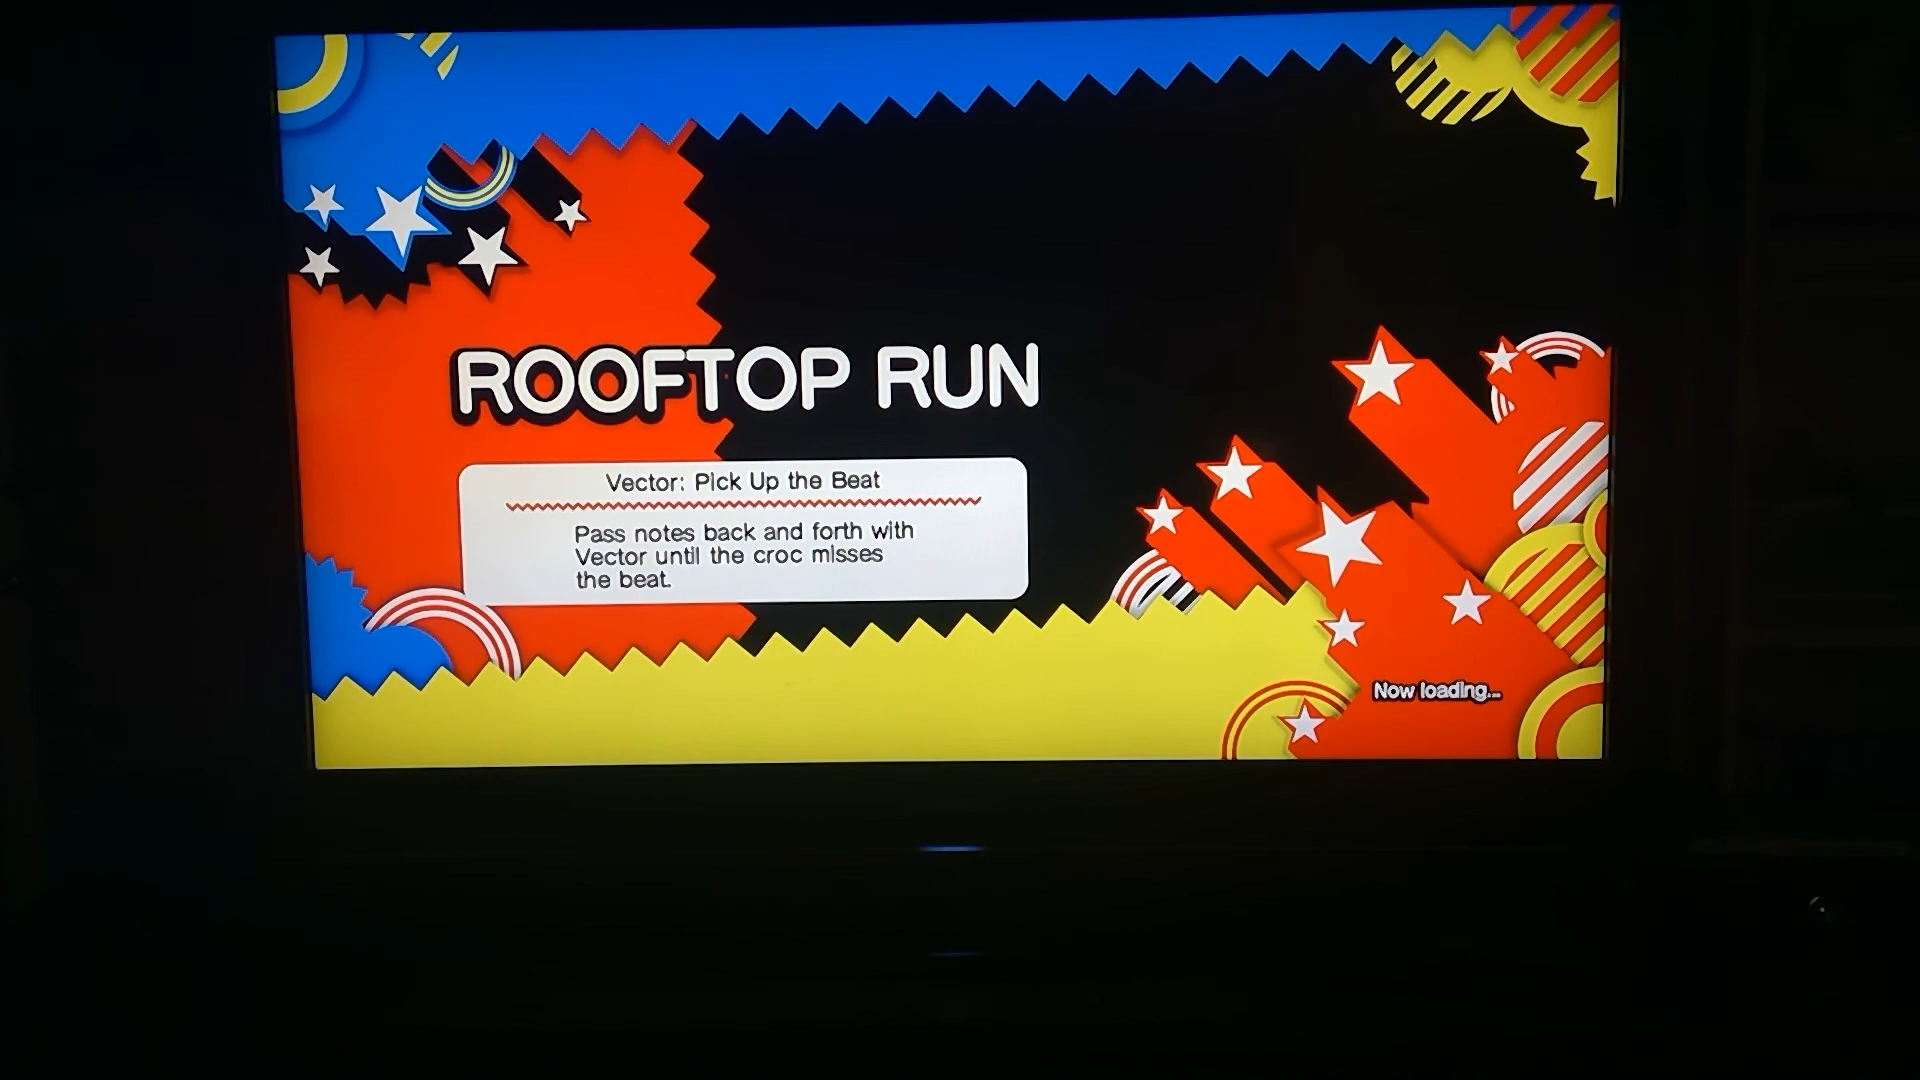 ROOFTOP RUN
Vector: Pick Up the Beat
Pass notes back and forth with
Vector until the croc misses
the beat.
Now loading...